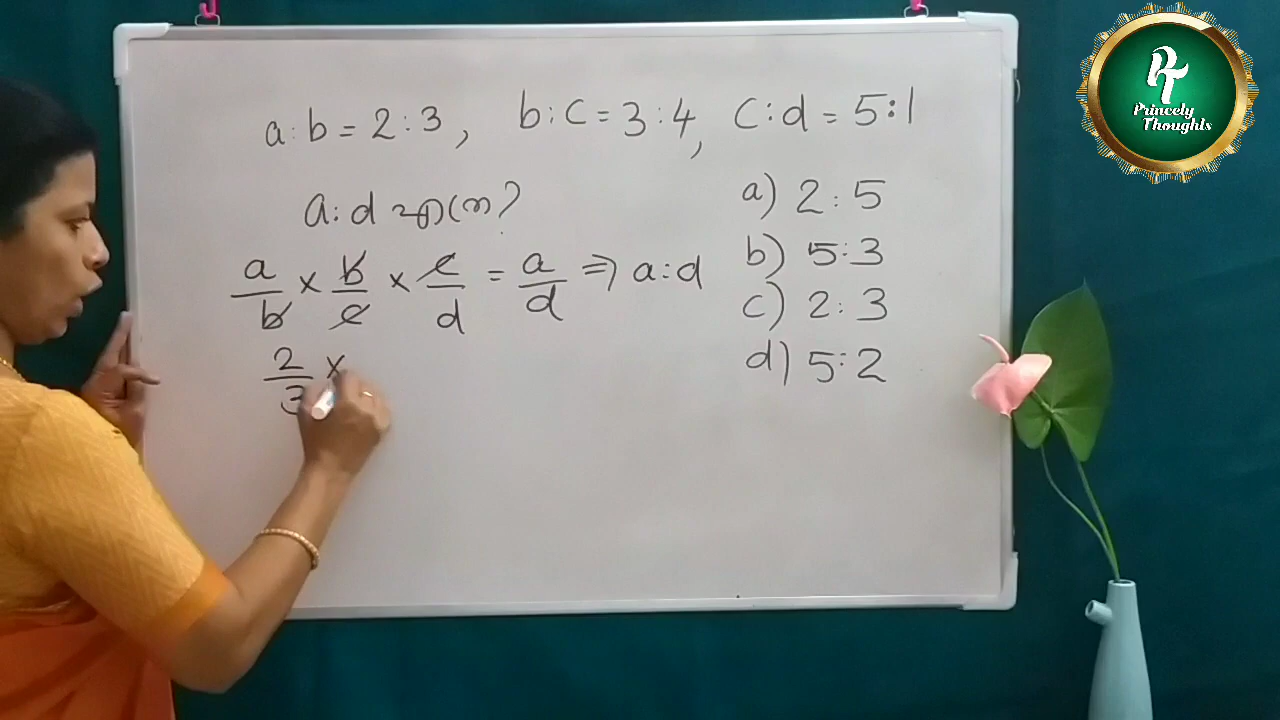 a:b = 2:3, b:c = 3:4, c:d = 5:1
a:d എത്ര?
a/b × b/c × c/d = a/d ⇒ a:d
2/3 ×
a) 2:5
b) 5:3
c) 2:3
d) 5:2
PT
Princely
Thoughts